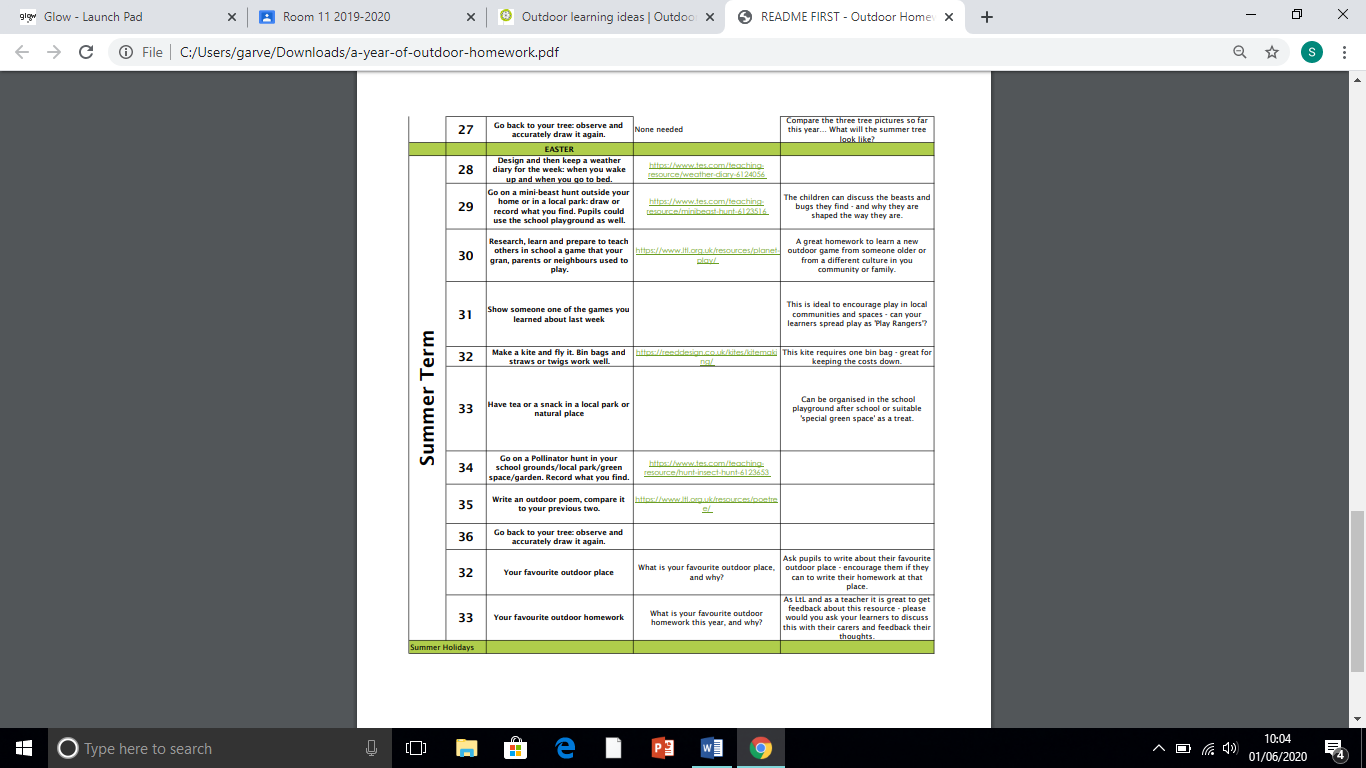 Glow - Launch Pad
Room 11 2019-2020
Outdoor learning ideas | Outdoo
README FIRST - Outdoor Home
File | C:/Users/garve/Downloads/a-year-of-outdoor-homework.pdf
S
27
Go back to your tree: observe and
accurately draw it again.
None needed
Compare the three tree pictures so far
this year... What will the summer tree
look like?
EASTER
Summer Term
28
Design and then keep a weather
diary for the week: when you wake
up and when you go to bed.
https://www.tes.com/teaching-
resource/weather-diary-6124056
29
Go on a mini-beast hunt outside your
home or in a local park: draw or
record what you find. Pupils could
use the school playground as well.
https://www.tes.com/teaching-
resource/minibeast-hunt-6123516
The children can discuss the beasts and
bugs they find - and why they are
shaped the way they are.
30
Research, learn and prepare to teach
others in school a game that your
gran, parents or neighbours used to
play.
https://www.ltl.org.uk/resources/planet-
play/
A great homework to learn a new
outdoor game from someone older or
from a different culture in you
community or family.
31
Show someone one of the games you
learned about last week
This is ideal to encourage play in local
communities and spaces - can your
learners spread play as 'Play Rangers'?
32
Make a kite and fly it. Bin bags and
straws or twigs work well.
https://reeddesign.co.uk/kites/kitemaki
ng/
This kite requires one bin bag - great for
keeping the costs down.
33
Have tea or a snack in a local park or
natural place
Can be organised in the school
playground after school or suitable
'special green space' as a treat.
34
Go on a Pollinator hunt in your
school grounds/local park/green
space/garden. Record what you find.
https://www.tes.com/teaching-
resource/hunt-insect-hunt-6123653
35
Write an outdoor poem, compare it
to your previous two.
https://www.ltl.org.uk/resources/poetre
e/
36
Go back to your tree: observe and
accurately draw it again.
32
Your favourite outdoor place
What is your favourite outdoor place,
and why?
Ask pupils to write about their favourite
outdoor place - encourage them if they
can to write their homework at that
place.
33
Your favourite outdoor homework
What is your favourite outdoor
homework this year, and why?
As LtL and as a teacher it is great to get
feedback about this resource - please
would you ask your learners to discuss
this with their carers and feedback their
thoughts.
Summer Holidays
Type here to search
10:04
01/06/2020
4